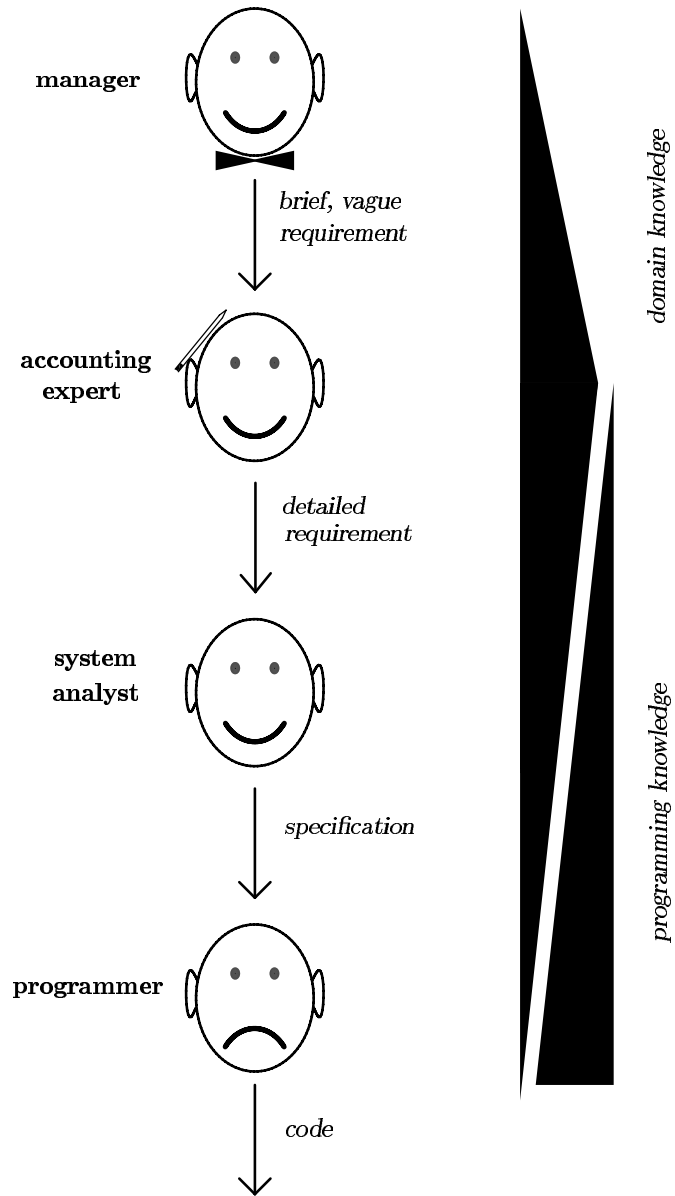 manager
brief, vague
requirement
domain knowledge
accounting
expert
detailed
requirement
system
analyst
specification
programming knowledge
programmer
code